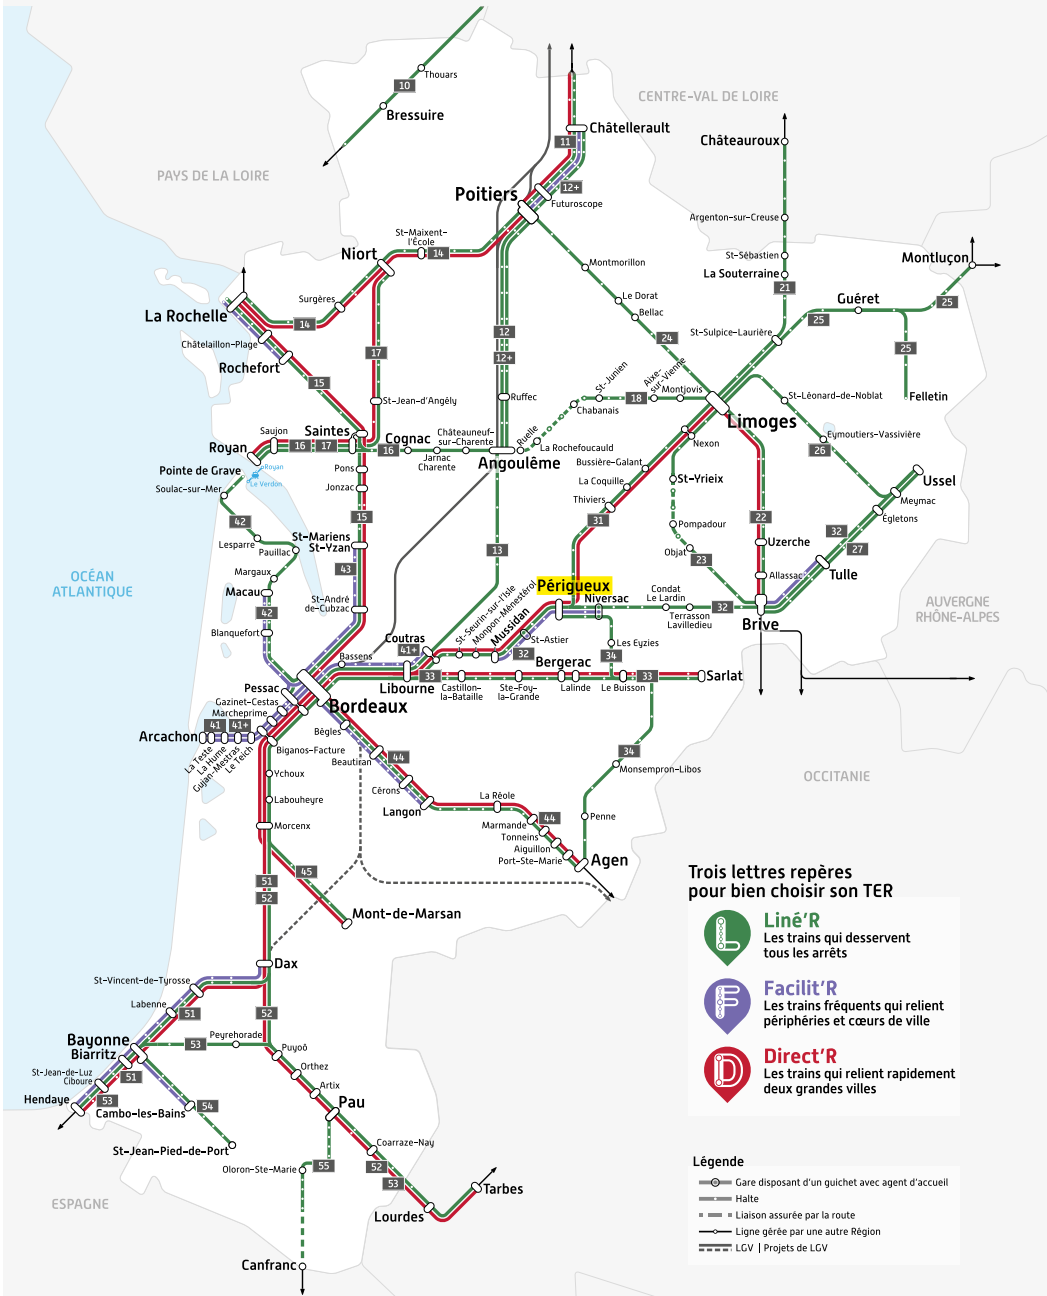 Thouars
10
Bressuire
CENTRE-VAL DE LOIRE
Châtellerault
11
Châteauroux
PAYS DE LA LOIRE
12+
Poitiers
Futuroscope
Argenton-sur-Creuse
St-Maixent-
l'École
14
Niort
St-Sébastien
Montluçon
Montmorillon
La Souterraine
21
Surgères
Le Dorat
Guéret
25
La Rochelle
14
Bellac
25
12
St-Sulpice-Laurière
24
Châtelaillon-Plage
17
12+
25
Rochefort
15
St-Junien
Aixe-
sur-Vienne
Montjovis
St-Jean-d'Angély
Ruffec
18
St-Léonard-de-Noblat
Felletin
Chabanais
Limoges
Saujon
Saintes
Cognac
Châteauneuf-
sur-Charente
Ruelle
Eymoutiers-Vassivière
Royan
16
17
16
La Rochefoucauld
Nexon
26
Jarnac
Charente
Angoulême
Pointe de Grave
Royan
Le Verdon
Pons
Bussière-Galant
St-Yrieix
Ussel
Soulac-sur-Mer
Jonzac
La Coquille
Meymac
Thiviers
Égletons
42
15
31
Pompadour
22
32
St-Mariens
St-Yzan
Uzerche
27
Lesparre
Pauillac
13
Objat
23
OCÉAN
ATLANTIQUE
Margaux
43
Allassac
Tulle
Macau
Périgueux
St-André
de-Cubzac
St-Seurin-sur-l'Isle
Monpon-Ménestérol
Mussidan
Niversac
Condat
Le Lardin
32
42
Terrasson
Lavilledieu
Brive
AUVERGNE
RHÔNE-ALPES
Blanquefort
Coutras
41+
St-Astier
Les Eyzies
Bassens
32
34
Bergerac
Pessac
Libourne
33
33
Sarlat
Gazinet-Cestas
Castillon-
la-Bataille
Ste-Foy-
la-Grande
Lalinde
Le Buisson
Marcheprime
Bordeaux
41
41+
Bègles
Arcachon
La Teste
La Hume
Gujan-Mestras
Le Teich
Biganos-Facture
44
34
Beautiran
Ychoux
Monsempron-Libos
OCCITANIE
Cérons
Labouheyre
Langon
La Réole
Morcenx
Marmande
44
Penne
Tonneins
Aiguillon
Port-Ste-Marie
Agen
45
51
52
Mont-de-Marsan
Trois lettres repères
pour bien choisir son TER
Liné'R
Les trains qui desservent
tous les arrêts
Dax
St-Vincent-de-Tyrosse
Facilit'R
Les trains fréquents qui relient
périphéries et cœurs de ville
Labenne
51
52
Bayonne
Peyrehorade
53
Biarritz
Puyoô
Direct'R
Les trains qui relient rapidement
deux grandes villes
St-Jean-de-Luz
Ciboure
51
Orthez
Artix
Hendaye
53
Cambo-les-Bains
54
Pau
St-Jean-Pied-de-Port
Coarraze-Nay
Oloron-Ste-Marie
55
52
53
Légende
Gare disposant d'un guichet avec agent d'accueil
Halte
Liaison assurée par la route
Ligne gérée par une autre Région
LGV | Projets de LGV
ESPAGNE
Tarbes
Lourdes
Canfranc